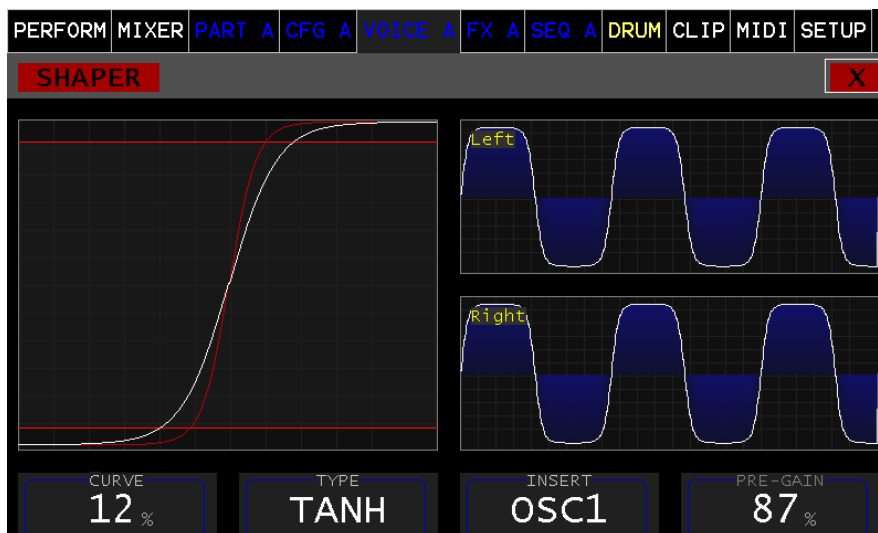 PERFORM MIXER PART A CFG A VOICE A FX A SEQ A DRUM CLIP MIDI SETUP
SHAPER X
Left
Right
CURVE TYPE INSERT PRE-GAIN
12 % TANH OSC1 87 %